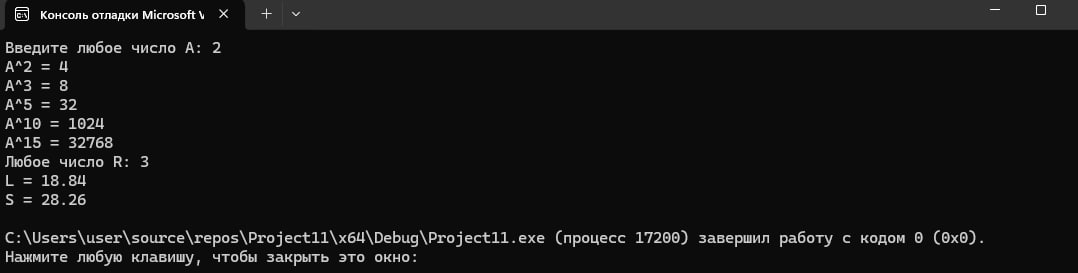 Консоль отладки Microsoft V
Введите любое число A: 2
A^2 = 4
A^3 = 8
A^5 = 32
A^10 = 1024
A^15 = 32768
Любое число R: 3
L = 18.84
S = 28.26
C:\Users\user\source\repos\Project11\x64\Debug\Project11.exe (процесс 17200) завершил работу с кодом 0 (0x0).
Нажмите любую клавишу, чтобы закрыть это окно: